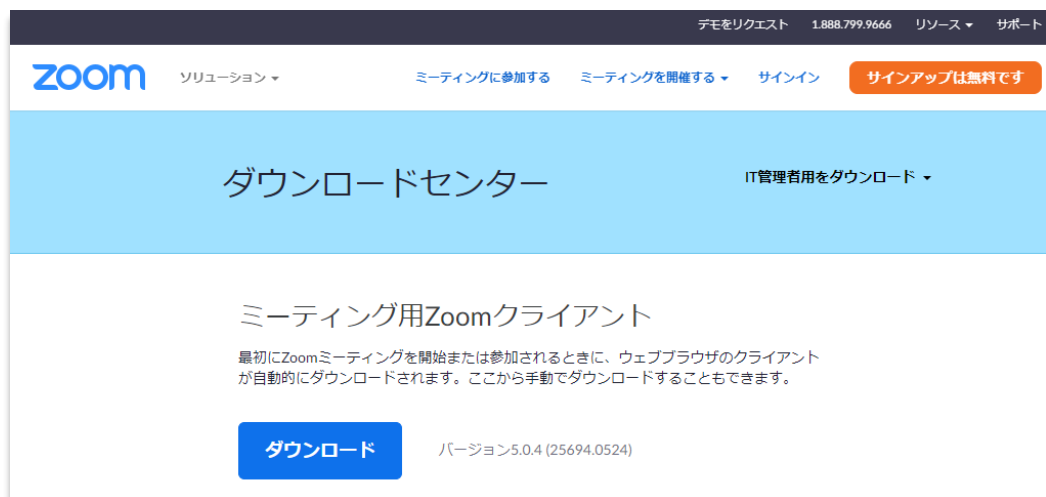 デモをリクエスト 1.888.799.9666 リソース サポート
zoom ソリューション ミーティングに参加する ミーティングを開催する サインイン サインアップは無料です
ダウンロードセンター IT管理者用をダウンロード
ミーティング用Zoomクライアント
最初にZoomミーティングを開始または参加されるときに、ウェブブラウザのクライアント
が自動的にダウンロードされます。ここから手動でダウンロードすることもできます。
ダウンロード バージョン5.0.4 (25694.0524)